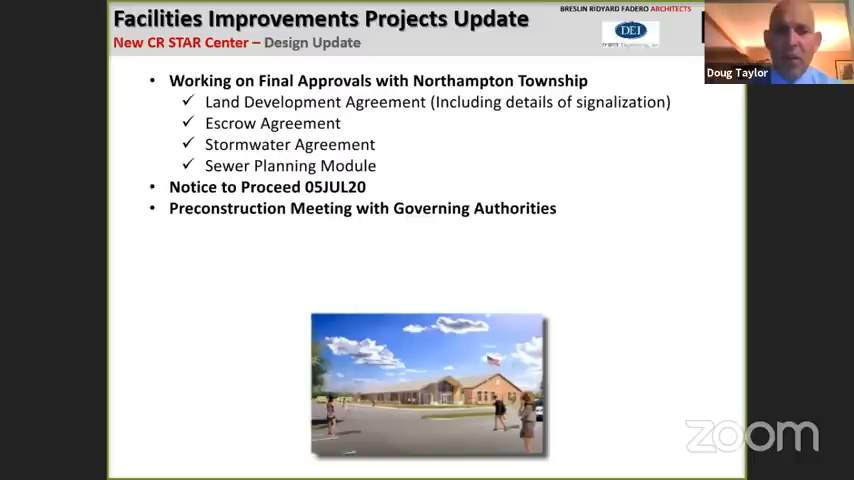 Facilities Improvements Projects Update
New CR STAR Center – Design Update
BRESLIN RIDYARD FADERO ARCHITECTS
DEI
Doug Taylor
• Working on Final Approvals with Northampton Township
✓ Land Development Agreement (Including details of signalization)
✓ Escrow Agreement
✓ Stormwater Agreement
✓ Sewer Planning Module
• Notice to Proceed 05JUL20
• Preconstruction Meeting with Governing Authorities
zoom